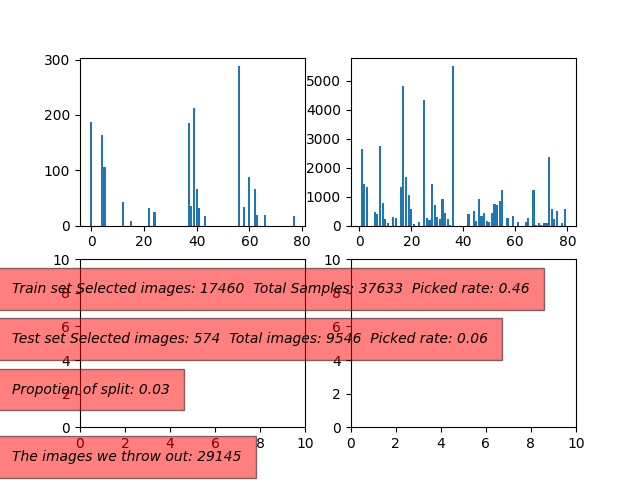 300
200
100
0
0 20 40 60 80
5000
4000
3000
2000
1000
0
0 20 40 60 80
10
8
6
4
2
0
0 2 4 6 8 10
10
8
6
4
2
0
0 2 4 6 8 10
Train set Selected images: 17460  Total Samples: 37633  Picked rate: 0.46
Test set Selected images: 574  Total images: 9546  Picked rate: 0.06
Propotion of split: 0.03
The images we throw out: 29145